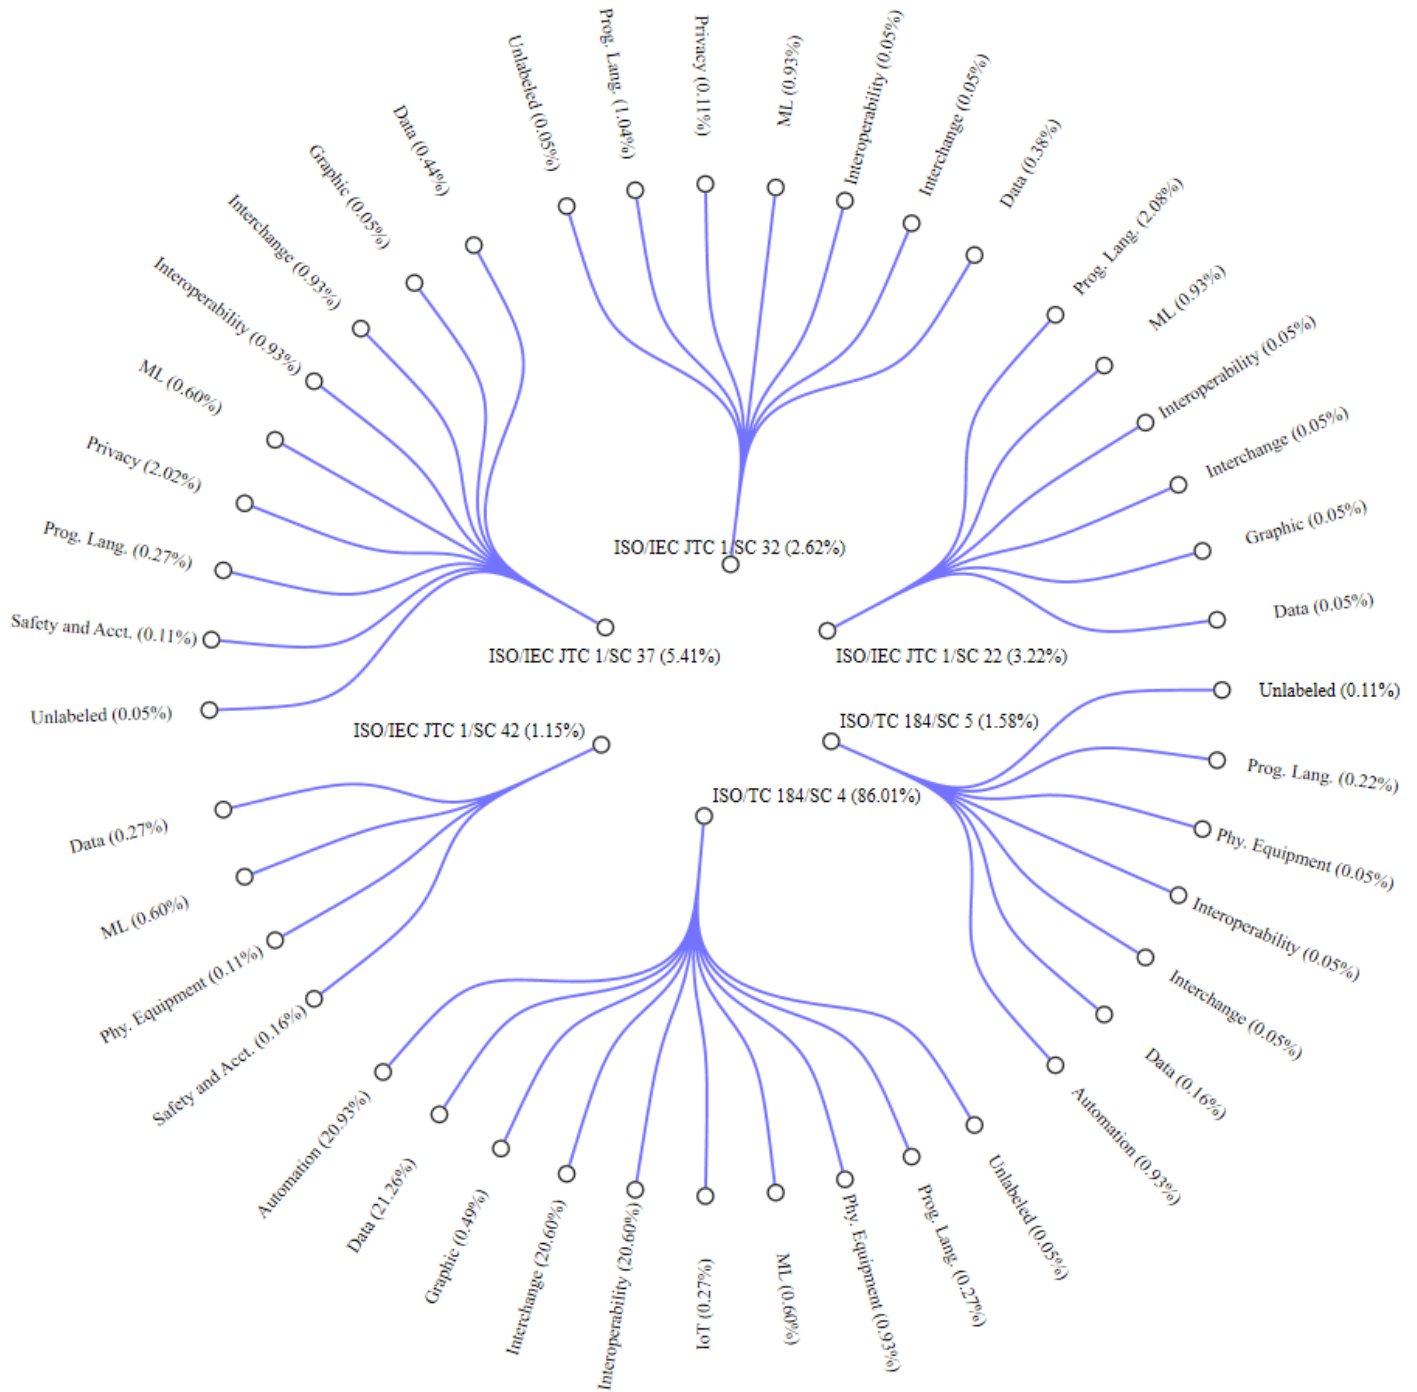 ISO/IEC JTC 1/SC 32 (2.62%)
Unlabeled (0.05%)
Prog. Lang. (1.04%)
Privacy (0.11%)
ML (0.93%)
Interoperability (0.05%)
Interchange (0.05%)
Data (0.38%)
ISO/IEC JTC 1/SC 22 (3.22%)
Prog. Lang. (2.08%)
ML (0.93%)
Interoperability (0.05%)
Interchange (0.05%)
Graphic (0.05%)
Data (0.05%)
ISO/TC 184/SC 5 (1.58%)
Unlabeled (0.11%)
Prog. Lang. (0.22%)
Phy. Equipment (0.05%)
Interoperability (0.05%)
Interchange (0.05%)
Data (0.16%)
Automation (0.93%)
ISO/TC 184/SC 4 (86.01%)
Unlabeled (0.05%)
Prog. Lang. (0.27%)
Phy. Equipment (0.93%)
ML (0.60%)
IoT (0.27%)
Interoperability (20.60%)
Interchange (20.60%)
Graphic (0.49%)
Data (21.26%)
Automation (20.93%)
ISO/IEC JTC 1/SC 42 (1.15%)
Safety and Acct. (0.16%)
Phy. Equipment (0.11%)
ML (0.60%)
Data (0.27%)
ISO/IEC JTC 1/SC 37 (5.41%)
Unlabeled (0.05%)
Safety and Acct. (0.11%)
Prog. Lang. (0.27%)
Privacy (2.02%)
ML (0.60%)
Interoperability (0.93%)
Interchange (0.93%)
Graphic (0.05%)
Data (0.44%)